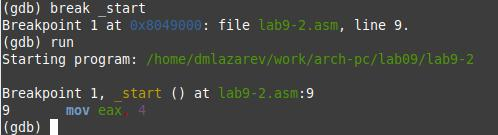 (gdb) break _start
Breakpoint 1 at 0x8049000: file lab9-2.asm, line 9.
(gdb) run
Starting program: /home/dmlazarev/work/arch-pc/lab09/lab9-2

Breakpoint 1, _start () at lab9-2.asm:9
9       mov eax, 4
(gdb)